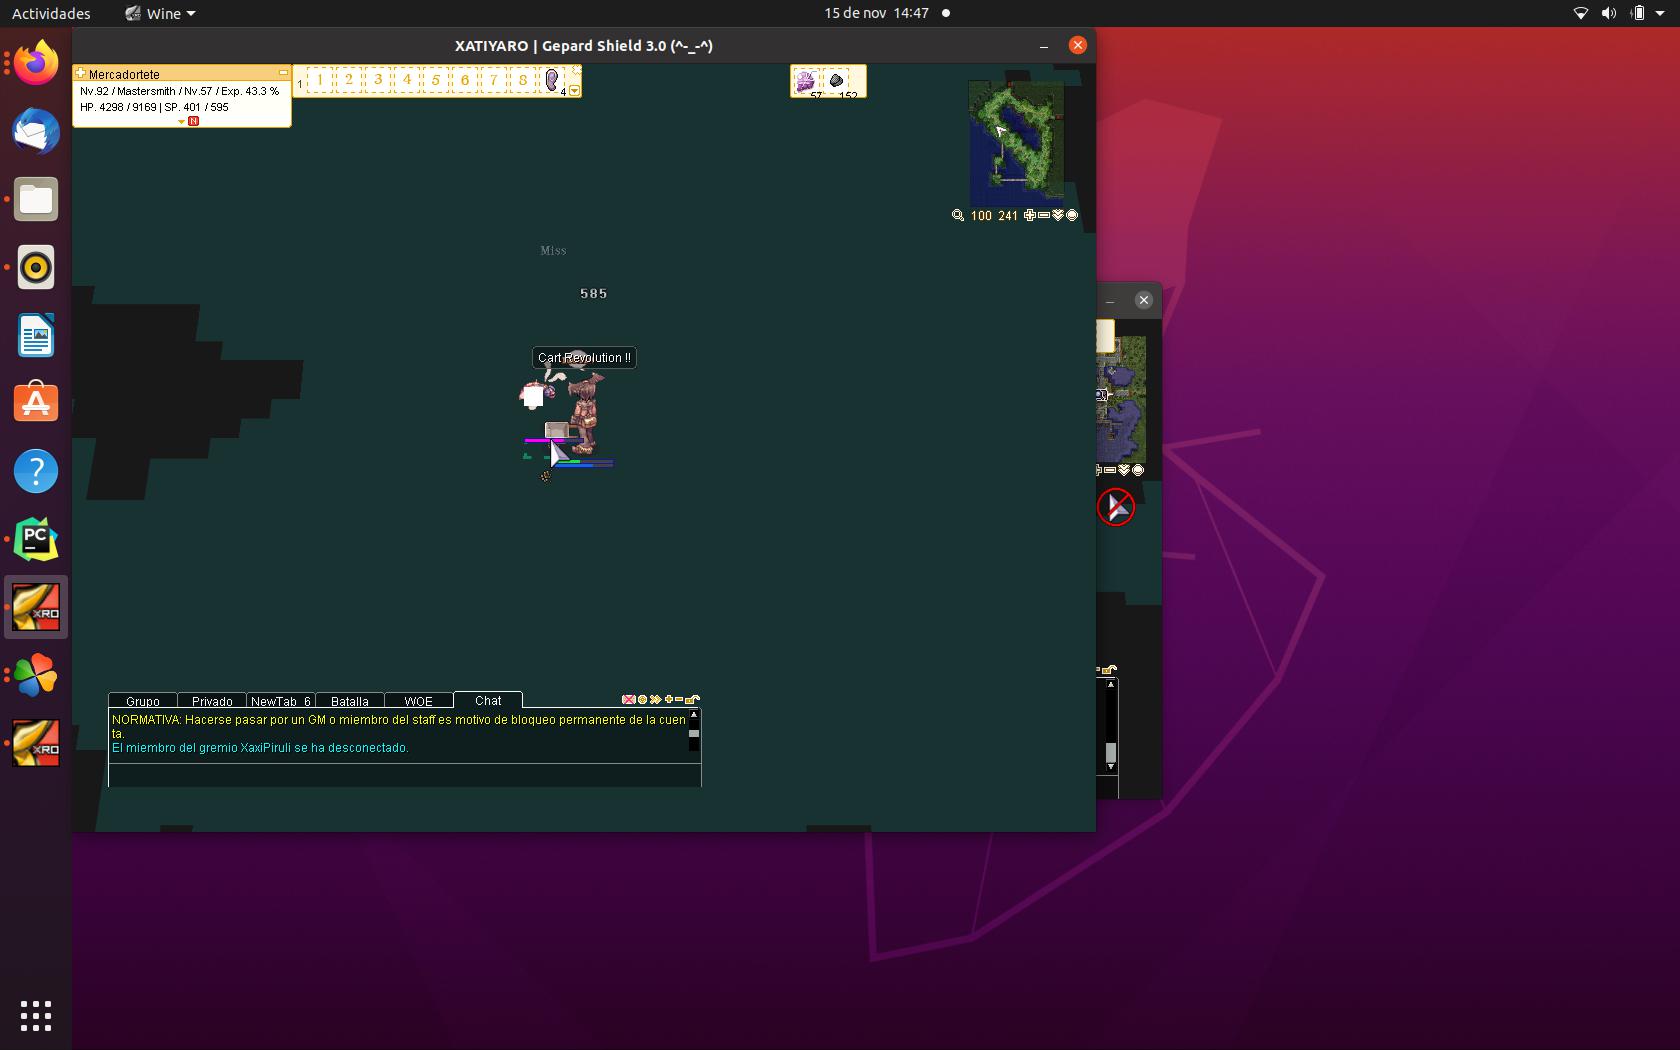 Actividades
Wine
15 de nov 14:47
XATIYARO | Gepard Shield 3.0 (^-_-^)
Mercadortete
Nv.92 / Mastersmith / Nv.57 / Exp. 43.3 %
HP. 4298 / 9169 | SP. 401 / 595
N
1 1 2 3 4 5 6 7 8 4
57 152
100 241
Miss
585
Cart Revolution !!
PC
XRO
XRO
Grupo Privado NewTab_6 Batalla WOE Chat
NORMATIVA: Hacerse pasar por un GM o miembro del staff es motivo de bloqueo permanente de la cuen
ta.
El miembro del gremio XaxiPiruli se ha desconectado.